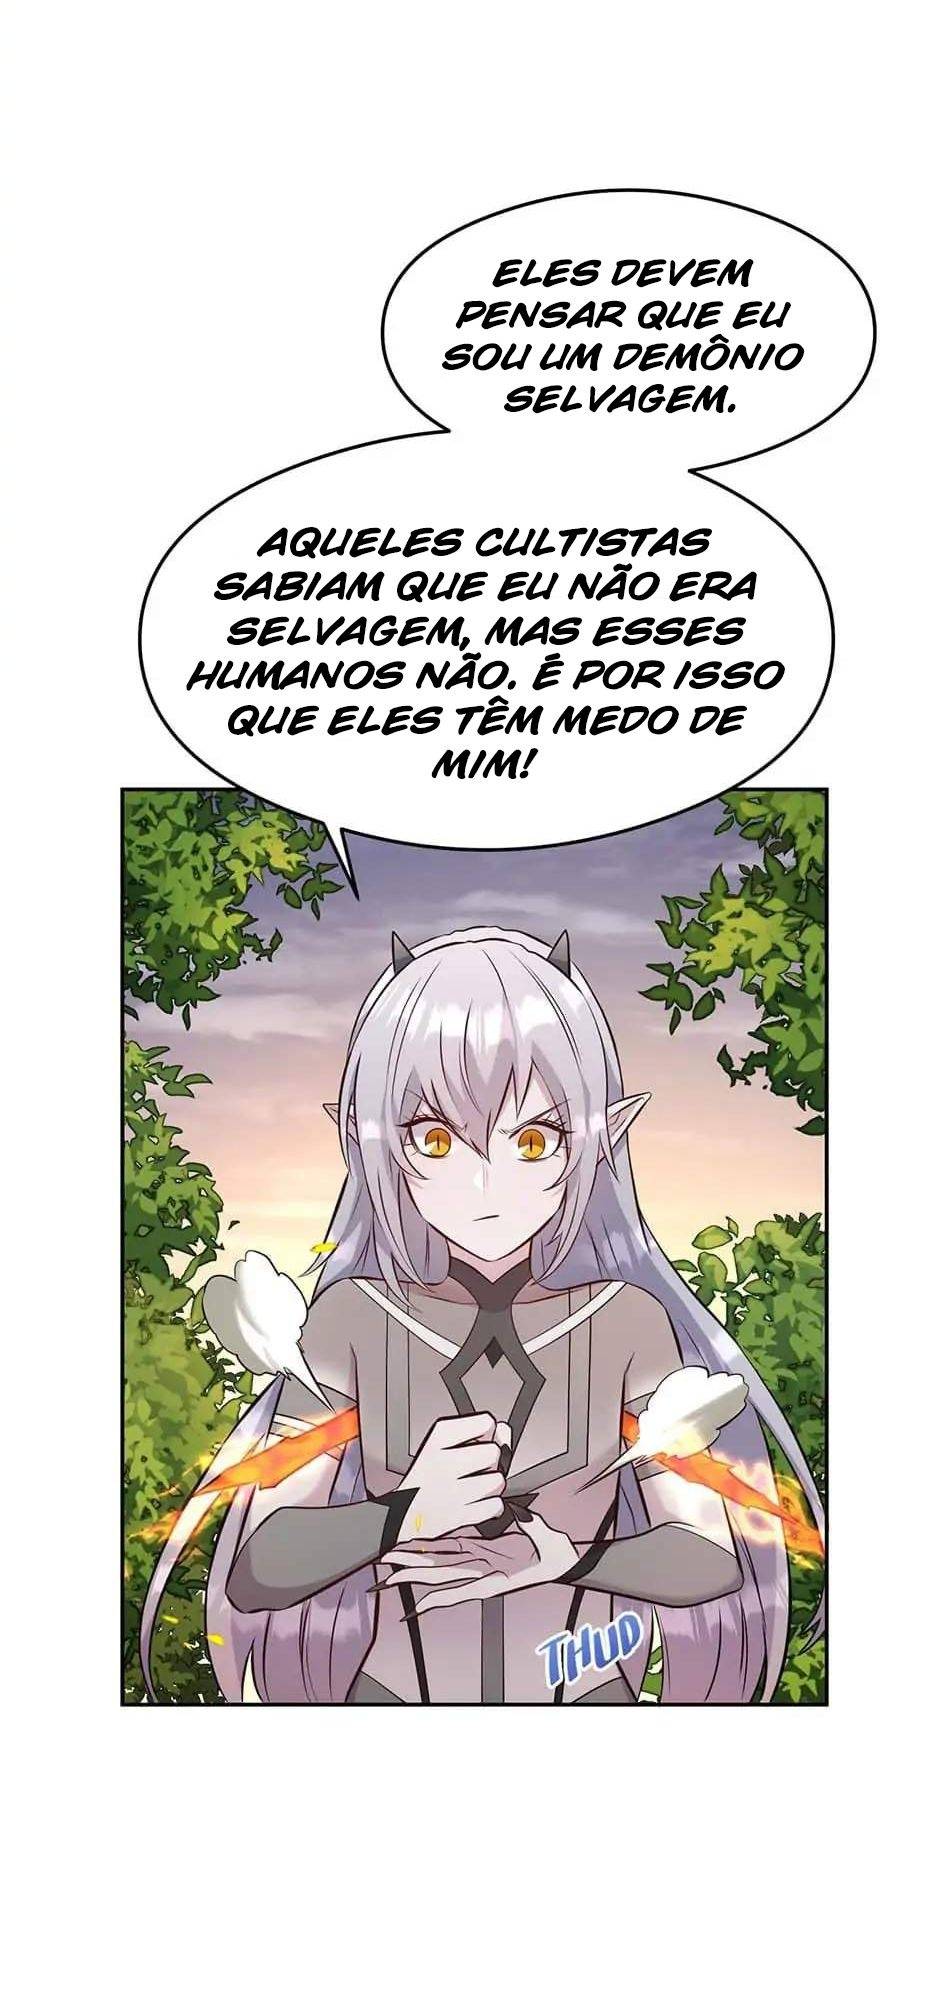 ELES DEVEM
PENSAR QUE EU
SOU UM DEMÔNIO
SELVAGEM.
AQUELES CULTISTAS
SABIAM QUE EU NÃO ERA
SELVAGEM, MAS ESSES
HUMANOS NÃO. É POR ISSO
QUE ELES TÊM MEDO DE
MIM!
THUD